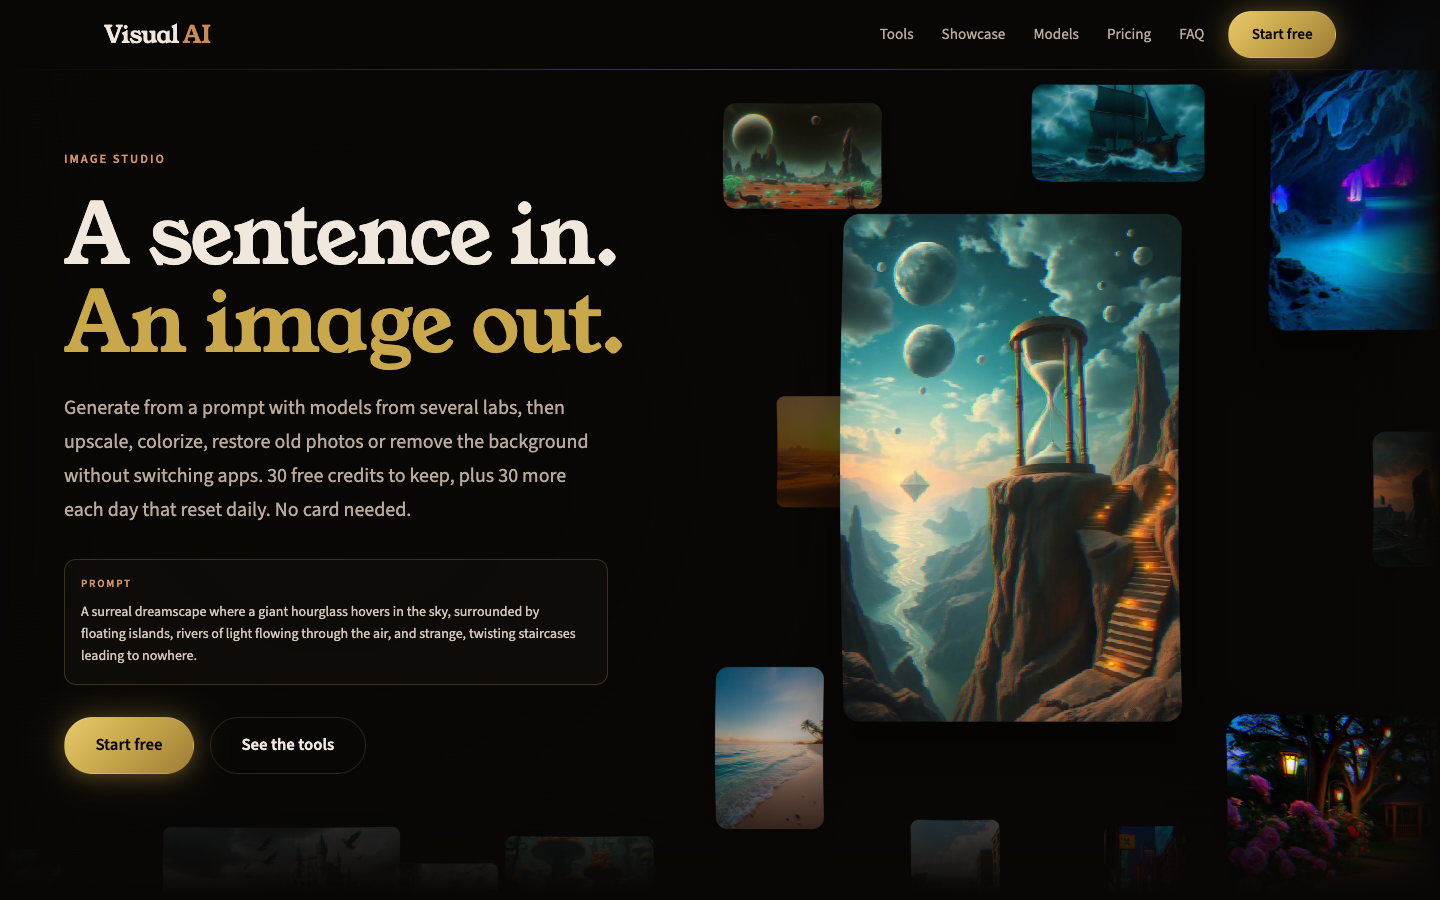 Visual AI
Tools
Showcase
Models
Pricing
FAQ
Start free
IMAGE STUDIO
A sentence in.
An image out.
Generate from a prompt with models from several labs, then
upscale, colorize, restore old photos or remove the background
without switching apps. 30 free credits to keep, plus 30 more
each day that reset daily. No card needed.
PROMPT
A surreal dreamscape where a giant hourglass hovers in the sky, surrounded by
floating islands, rivers of light flowing through the air, and strange, twisting staircases
leading to nowhere.
Start free
See the tools